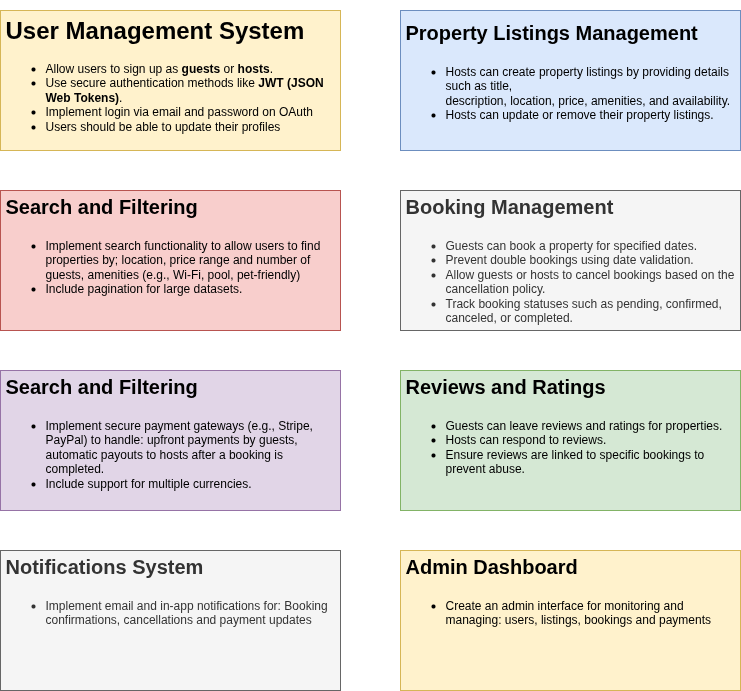 User Management System
• Allow users to sign up as guests or hosts.
• Use secure authentication methods like JWT (JSON
Web Tokens).
• Implement login via email and password on OAuth
• Users should be able to update their profiles
Property Listings Management
• Hosts can create property listings by providing details
such as title,
description, location, price, amenities, and availability.
• Hosts can update or remove their property listings.
Search and Filtering
• Implement search functionality to allow users to find
properties by; location, price range and number of
guests, amenities (e.g., Wi-Fi, pool, pet-friendly)
• Include pagination for large datasets.
Booking Management
• Guests can book a property for specified dates.
• Prevent double bookings using date validation.
• Allow guests or hosts to cancel bookings based on the
cancellation policy.
• Track booking statuses such as pending, confirmed,
canceled, or completed.
Search and Filtering
• Implement secure payment gateways (e.g., Stripe,
PayPal) to handle: upfront payments by guests,
automatic payouts to hosts after a booking is
completed.
• Include support for multiple currencies.
Reviews and Ratings
• Guests can leave reviews and ratings for properties.
• Hosts can respond to reviews.
• Ensure reviews are linked to specific bookings to
prevent abuse.
Notifications System
• Implement email and in-app notifications for: Booking
confirmations, cancellations and payment updates
Admin Dashboard
• Create an admin interface for monitoring and
managing: users, listings, bookings and payments